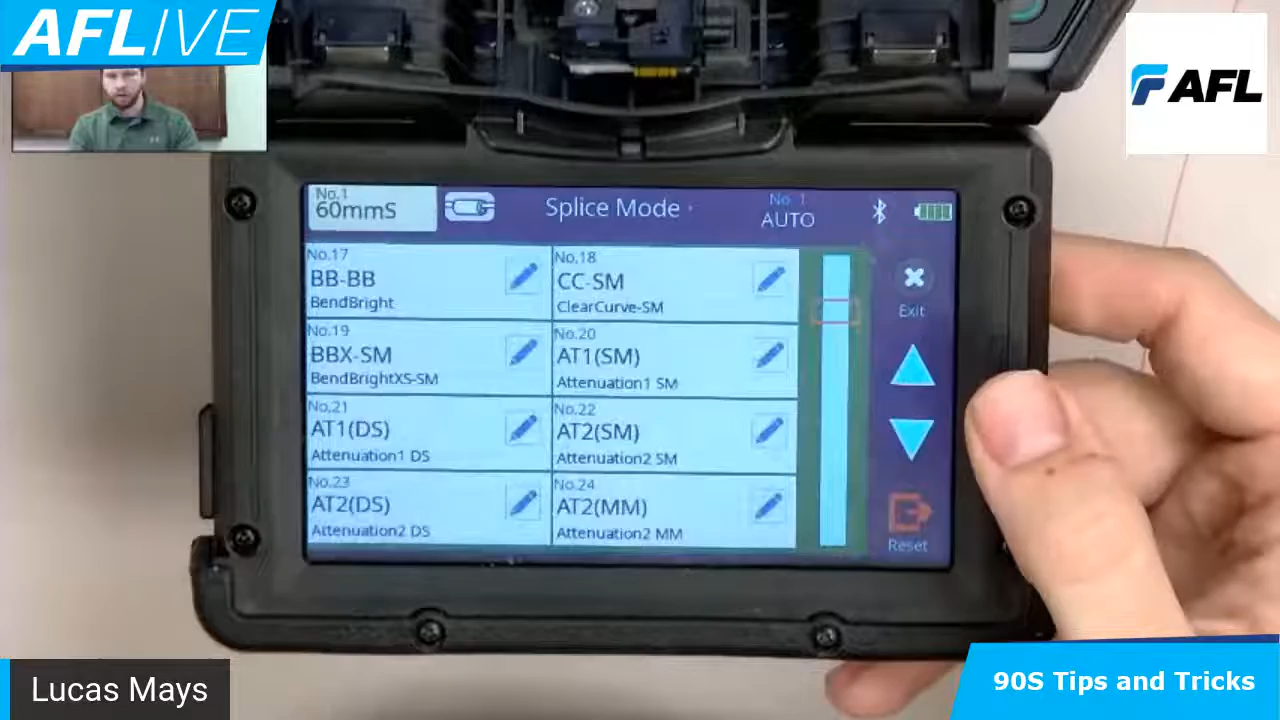 AFLIVE
AFL
No.1
60mmS
Splice Mode
No. 1
AUTO
No.17
BB-BB
BendBright
No.18
CC-SM
ClearCurve-SM
Exit
No.19
BBX-SM
BendBrightXS-SM
No.20
AT1(SM)
Attenuation1 SM
No.21
AT1(DS)
Attenuation1 DS
No.22
AT2(SM)
Attenuation2 SM
No.23
AT2(DS)
Attenuation2 DS
No.24
AT2(MM)
Attenuation2 MM
Reset
Lucas Mays
90S Tips and Tricks